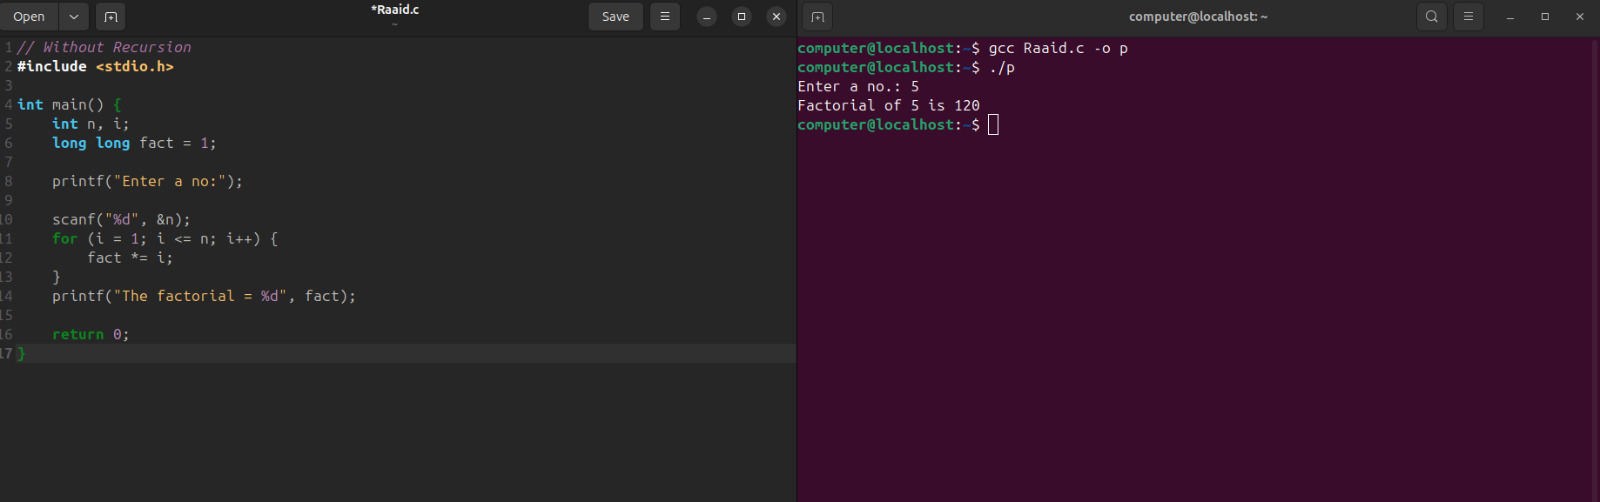 Open
*Raaid.c
~
Save
1 // Without Recursion
2 #include <stdio.h>
3
4 int main() {
5     int n, i;
6     long long fact = 1;
7
8     printf("Enter a no:");
9
10     scanf("%d", &n);
11     for (i = 1; i <= n; i++) {
12         fact *= i;
13     }
14     printf("The factorial = %d", fact);
15
16     return 0;
17 }
computer@localhost: ~
computer@localhost:~$ gcc Raaid.c -o p
computer@localhost:~$ ./p
Enter a no.: 5
Factorial of 5 is 120
computer@localhost:~$